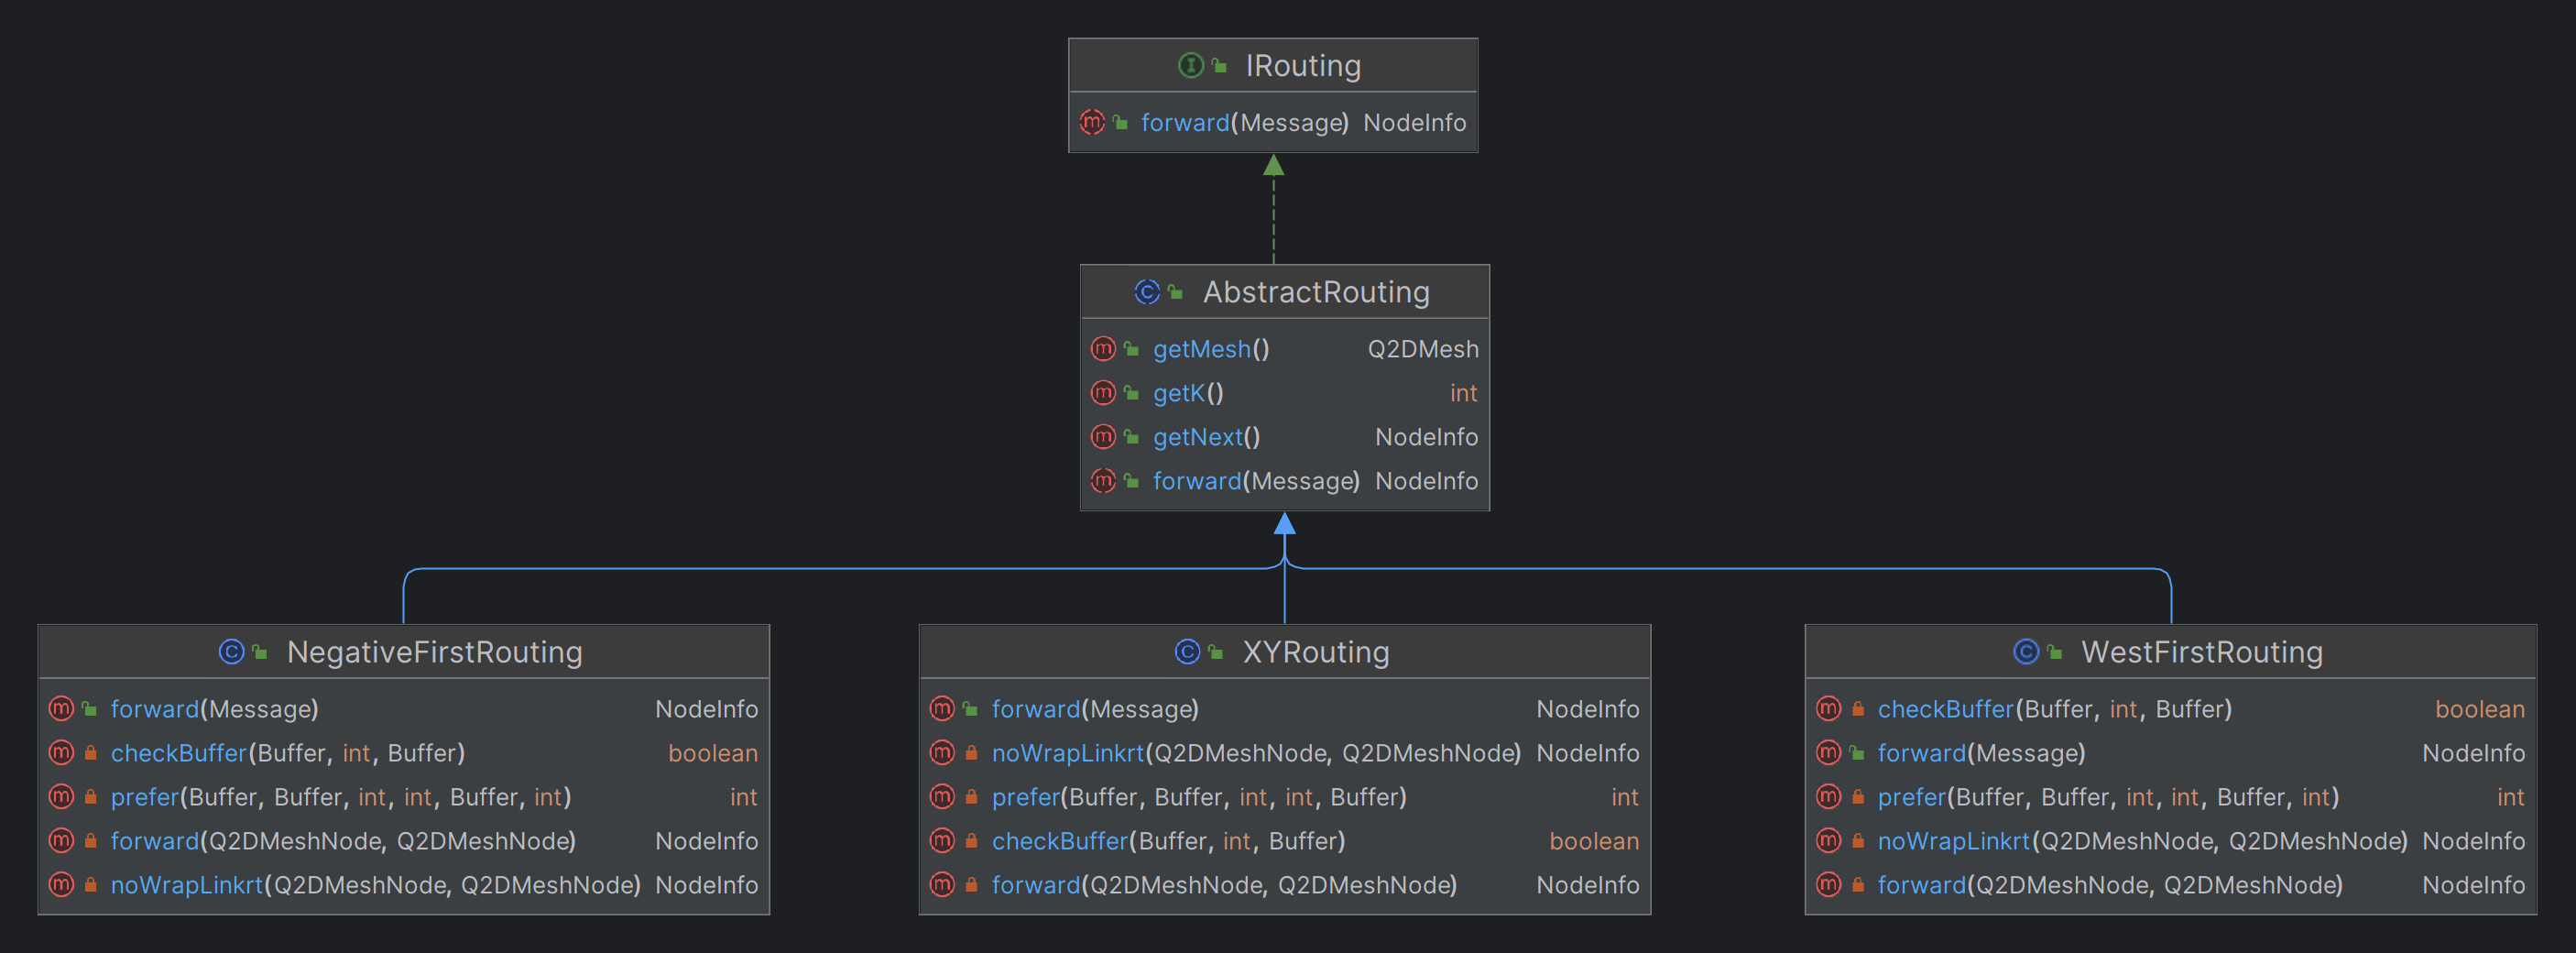 IRouting
forward(Message) NodeInfo
AbstractRouting
getMesh() Q2DMesh
getK() int
getNext() NodeInfo
forward(Message) NodeInfo
NegativeFirstRouting
forward(Message) NodeInfo
checkBuffer(Buffer, int, Buffer) boolean
prefer(Buffer, Buffer, int, int, Buffer, int) int
forward(Q2DMeshNode, Q2DMeshNode) NodeInfo
noWrapLinkrt(Q2DMeshNode, Q2DMeshNode) NodeInfo
XYRouting
forward(Message) NodeInfo
noWrapLinkrt(Q2DMeshNode, Q2DMeshNode) NodeInfo
prefer(Buffer, Buffer, int, int, Buffer) int
checkBuffer(Buffer, int, Buffer) boolean
forward(Q2DMeshNode, Q2DMeshNode) NodeInfo
WestFirstRouting
checkBuffer(Buffer, int, Buffer) boolean
forward(Message) NodeInfo
prefer(Buffer, Buffer, int, int, Buffer, int) int
noWrapLinkrt(Q2DMeshNode, Q2DMeshNode) NodeInfo
forward(Q2DMeshNode, Q2DMeshNode) NodeInfo